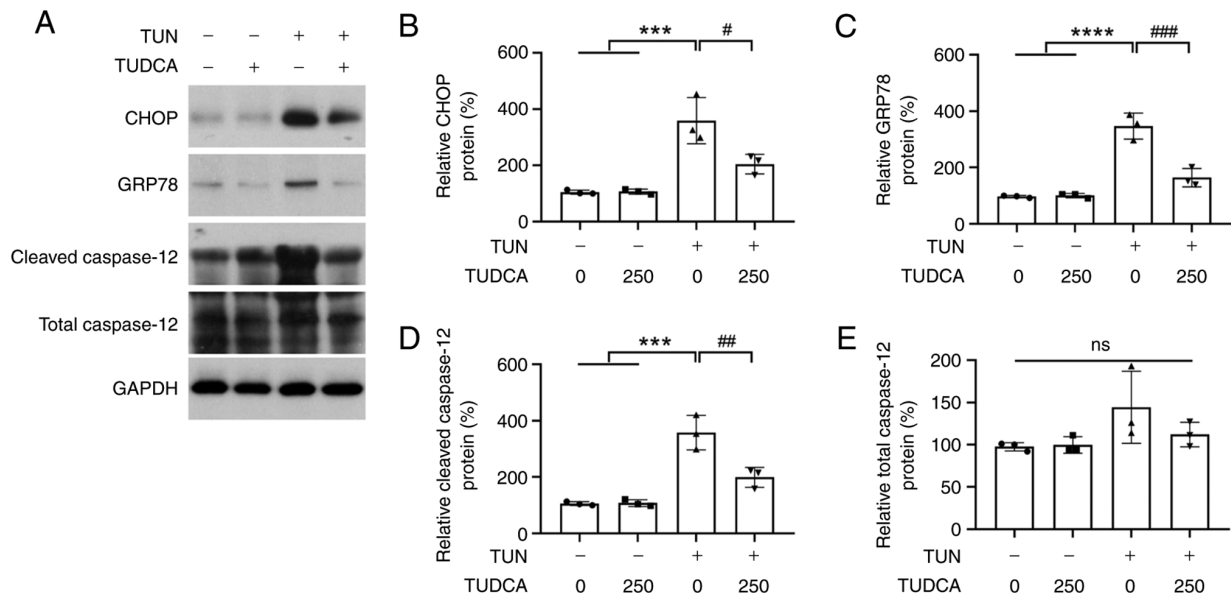 A
TUN – – + +
TUDCA – + – +
CHOP
GRP78
Cleaved caspase-12
Total caspase-12
GAPDH
B
*** #
Relative CHOP
protein (%)
600
400
200
0
TUN – – + +
TUDCA 0 250 0 250
C
**** ###
Relative GRP78
protein (%)
600
400
200
0
TUN – – + +
TUDCA 0 250 0 250
D
*** ##
Relative cleaved caspase-12
protein (%)
600
400
200
0
TUN – – + +
TUDCA 0 250 0 250
E
ns
Relative total caspase-12
protein (%)
200
150
100
50
0
TUN – – + +
TUDCA 0 250 0 250